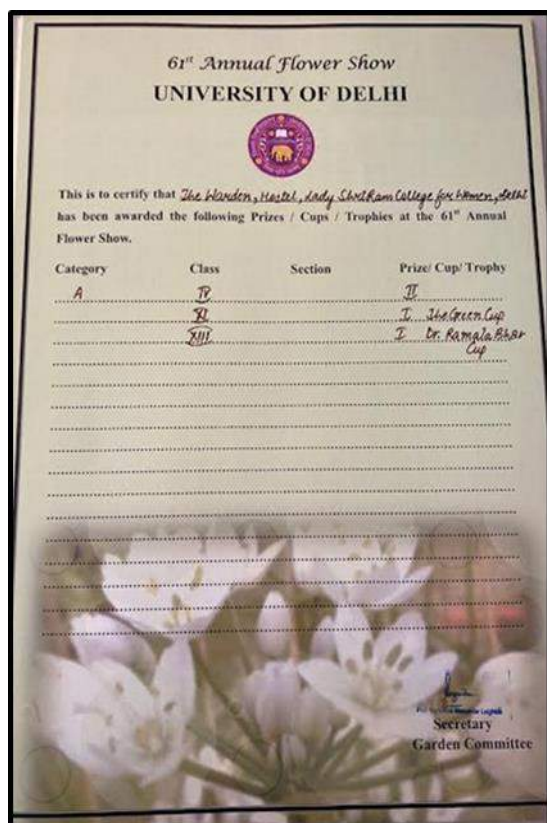 61st Annual Flower Show
UNIVERSITY OF DELHI
This is to certify that The Warden, Hostel, Lady Shri Ram College for Women, Delhi
has been awarded the following Prizes / Cups / Trophies at the 61st Annual
Flower Show.
Category Class Section Prize/ Cup/ Trophy
A IV II
XI I The Green Cup
XIII I Dr. Ramala Bhar
Cup
Secretary
Garden Committee